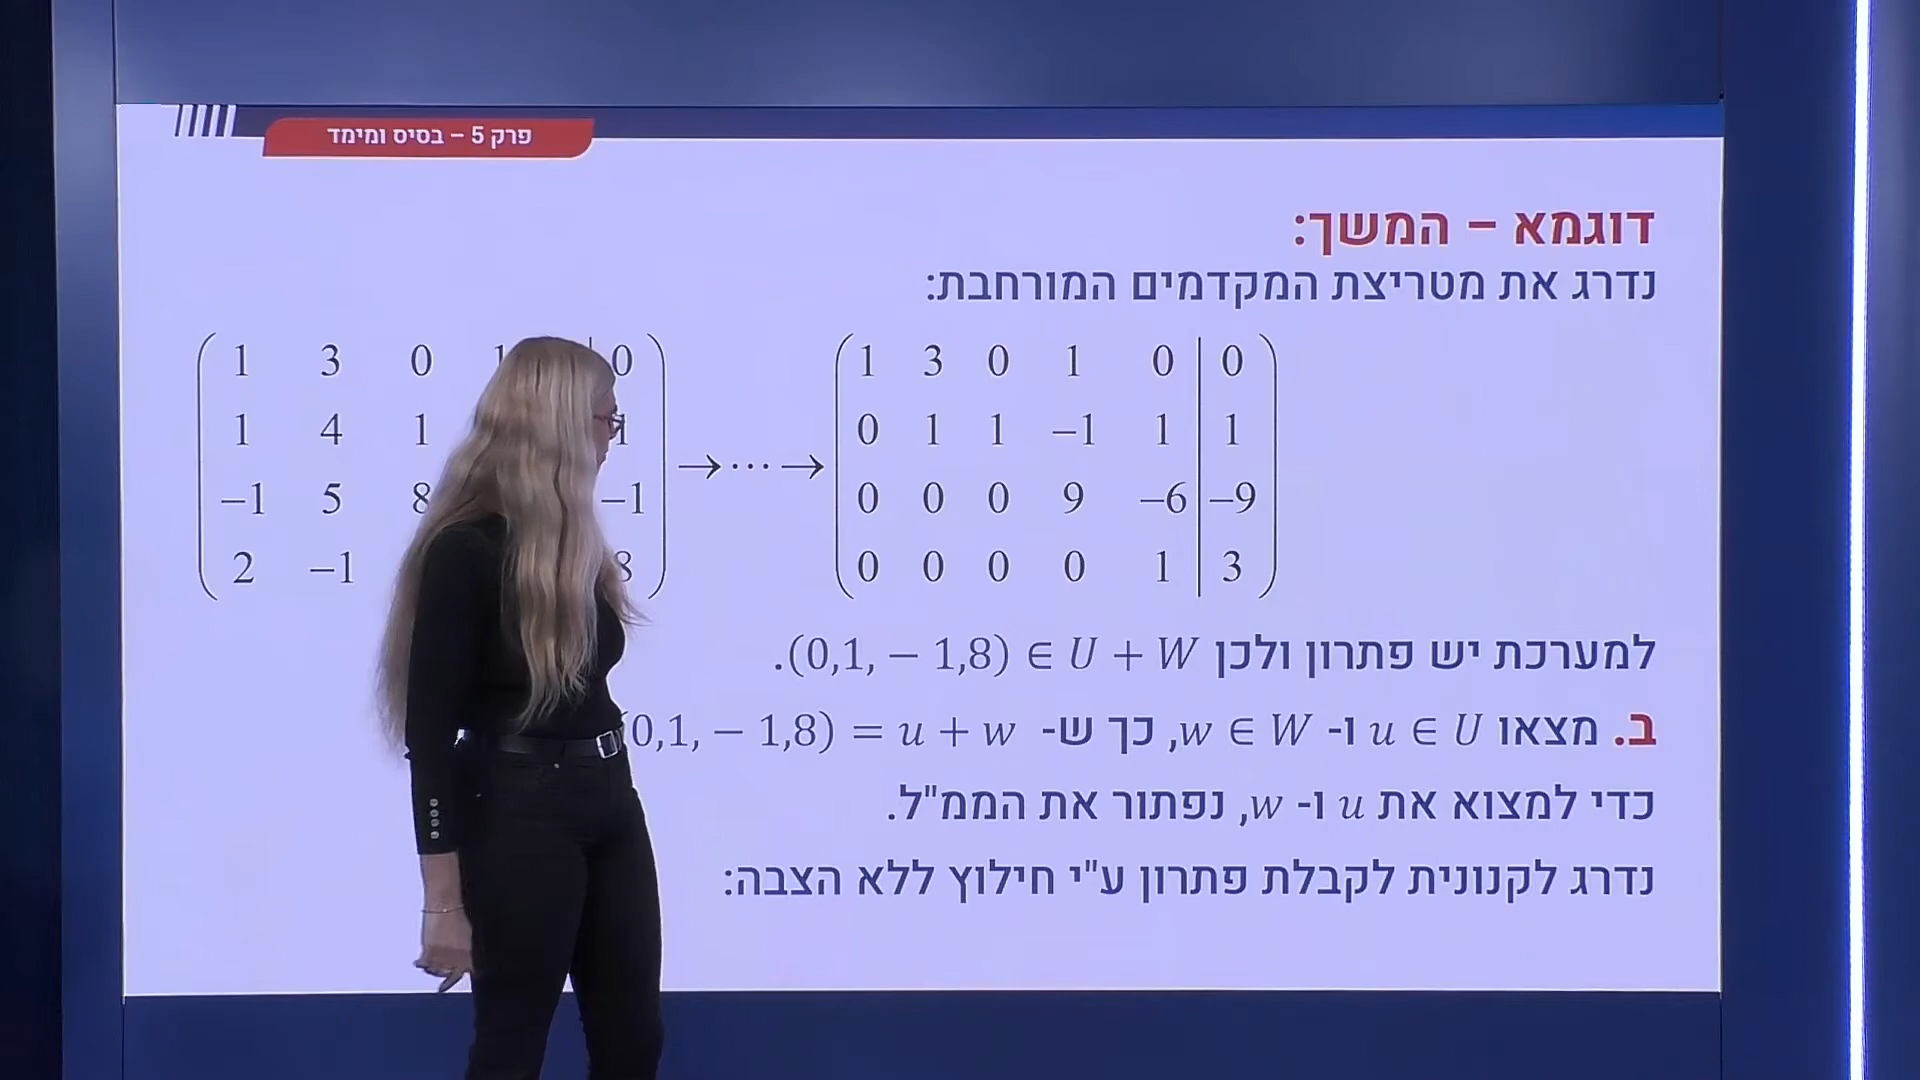 פרק 5 – בסיס ומימד
דוגמא – המשך:
נדרג את מטריצת המקדמים המורחבת:
1 3 0 1 0 → ⋯ → 1 3 0 1 0 | 0
1 4 1 1 0 1 1 −1 1 | 1
−1 5 8 −1 0 0 0 9 −6 | −9
2 −1 8 0 0 0 0 1 | 3
למערכת יש פתרון ולכן (0,1, − 1,8) ∈ U + W.
ב. מצאו u ∈ U ו- w ∈ W, כך ש- (0,1, − 1,8) = u + w
כדי למצוא את u ו- w, נפתור את הממ"ל.
נדרג לקנונית לקבלת פתרון ע"י חילוץ ללא הצבה: